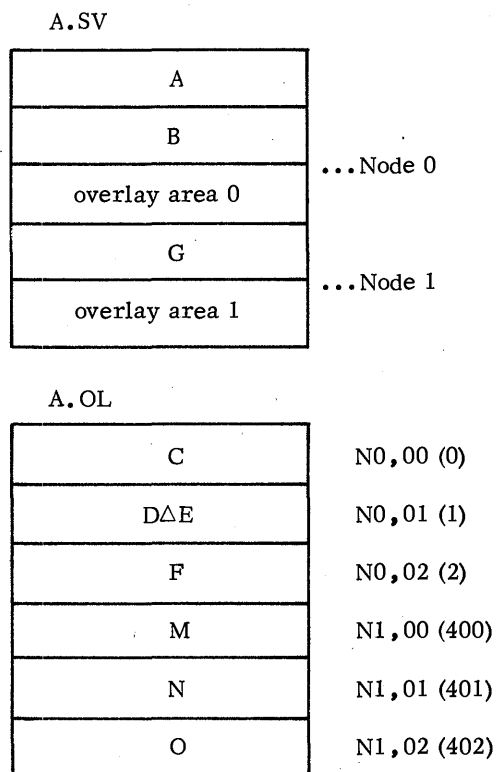 A.SV
A
B
...Node 0
overlay area 0
G
...Node 1
overlay area 1
A.OL
C N0,00 (0)
D△E N0,01 (1)
F N0,02 (2)
M N1,00 (400)
N N1,01 (401)
O N1,02 (402)